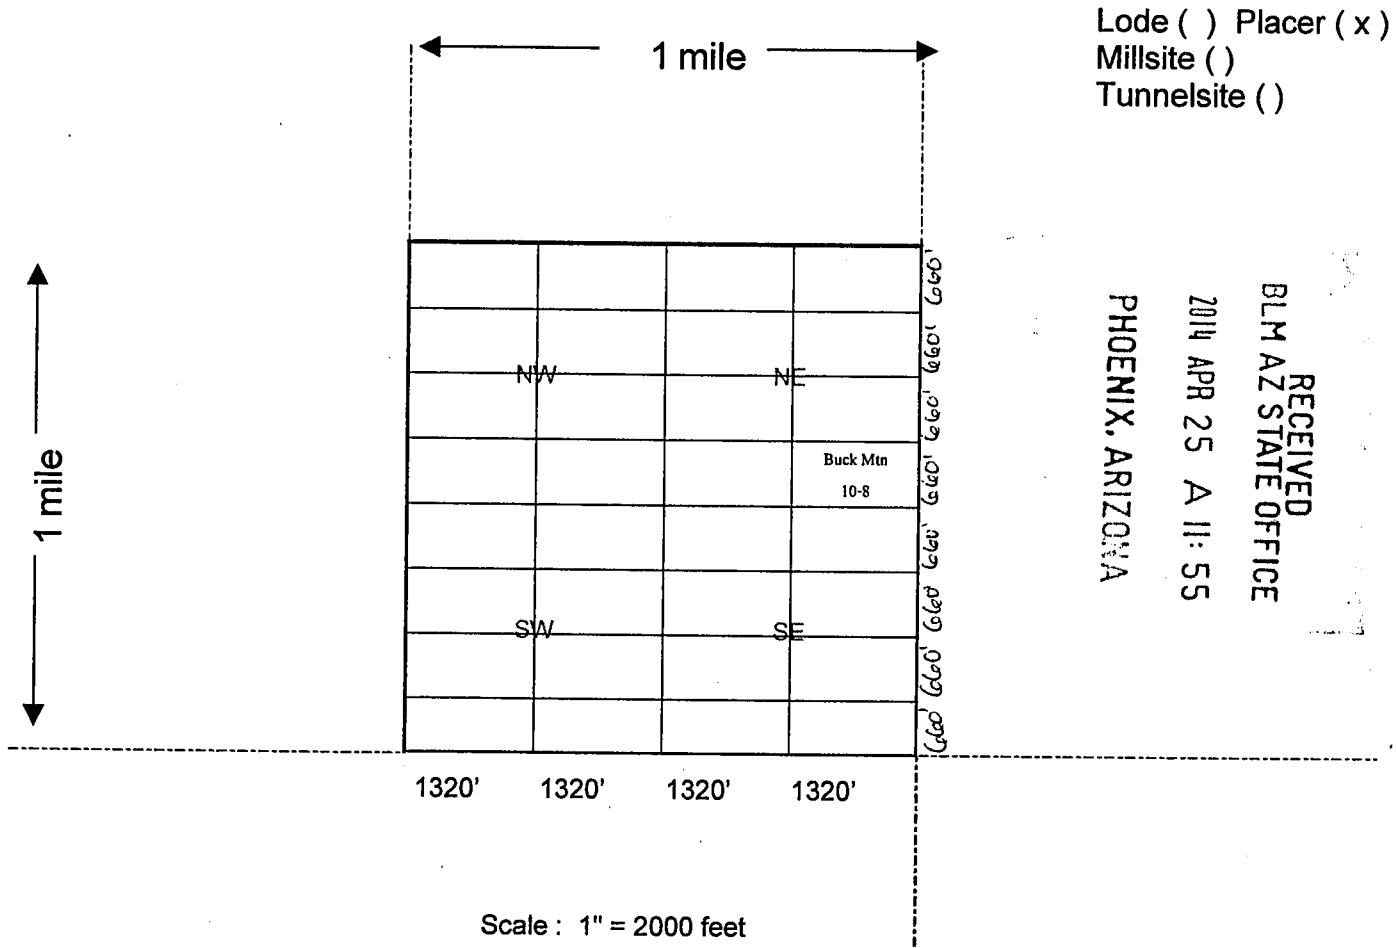 Lode ( ) Placer ( x )
Millsite ( )
Tunnelsite ( )
1 mile
1 mile
NW
NE
SW
SE
Buck Mtn
10-8
660'
660'
660'
660'
660'
660'
660'
660'
1320' 1320' 1320' 1320'
Scale : 1" = 2000 feet
RECEIVED
BLM AZ STATE OFFICE
2014 APR 25 A 11: 55
PHOENIX, ARIZONA